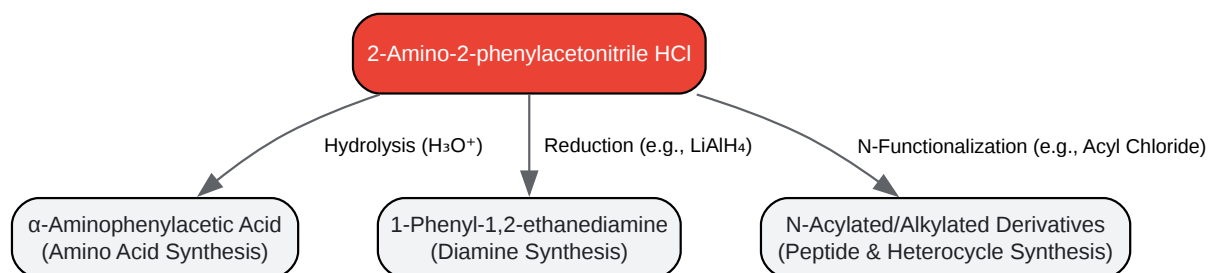 2-Amino-2-phenylacetonitrile HCl
Hydrolysis (H₃O⁺)
Reduction (e.g., LiAlH₄)
N-Functionalization (e.g., Acyl Chloride)
α-Aminophenylacetic Acid
(Amino Acid Synthesis)
1-Phenyl-1,2-ethanediamine
(Diamine Synthesis)
N-Acylated/Alkylated Derivatives
(Peptide & Heterocycle Synthesis)